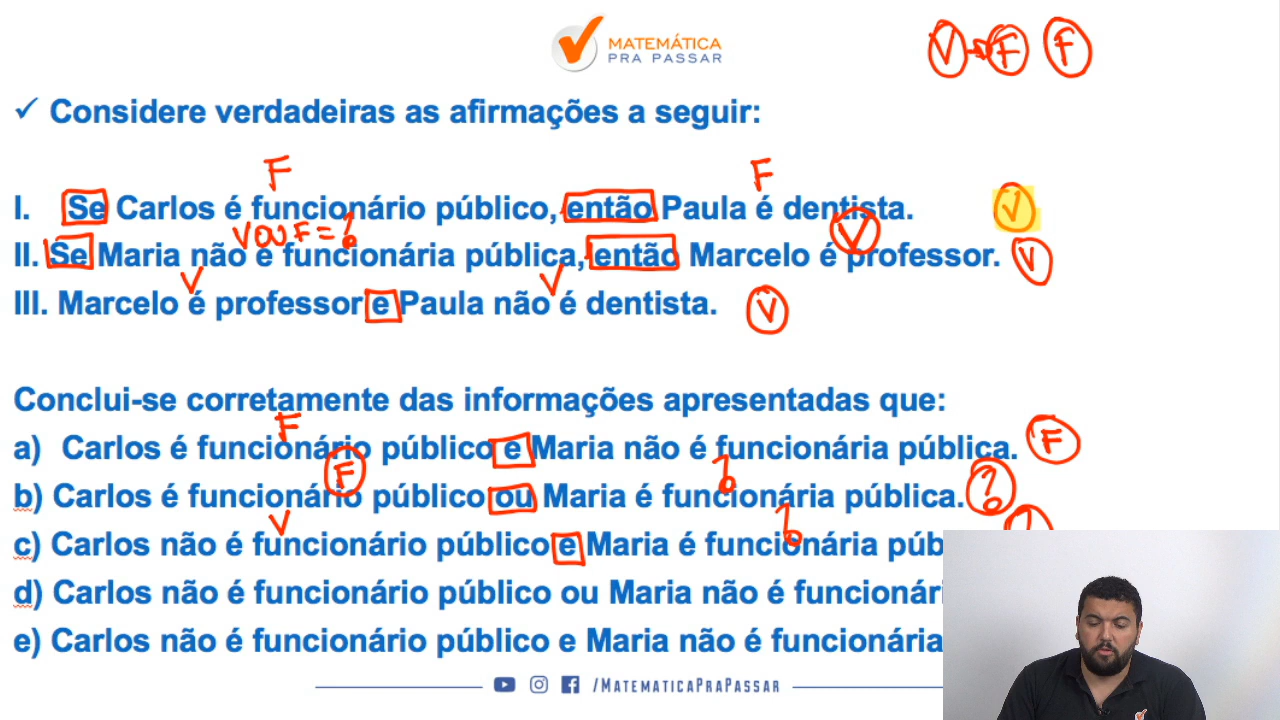 MATEMÁTICA
PRA PASSAR
V → F F
✓ Considere verdadeiras as afirmações a seguir:
F F
I. Se Carlos é funcionário público, então Paula é dentista. V
V ou F = ? V
II. Se Maria não é funcionária pública, então Marcelo é professor. V
V V
III. Marcelo é professor e Paula não é dentista. V
Conclui-se corretamente das informações apresentadas que:
F
a) Carlos é funcionário público e Maria não é funcionária pública. F
F ?
b) Carlos é funcionário público ou Maria é funcionária pública. ?
V ?
c) Carlos não é funcionário público e Maria é funcionária púb
d) Carlos não é funcionário público ou Maria não é funcionári
e) Carlos não é funcionário público e Maria não é funcionária
/MatematicaPraPassar